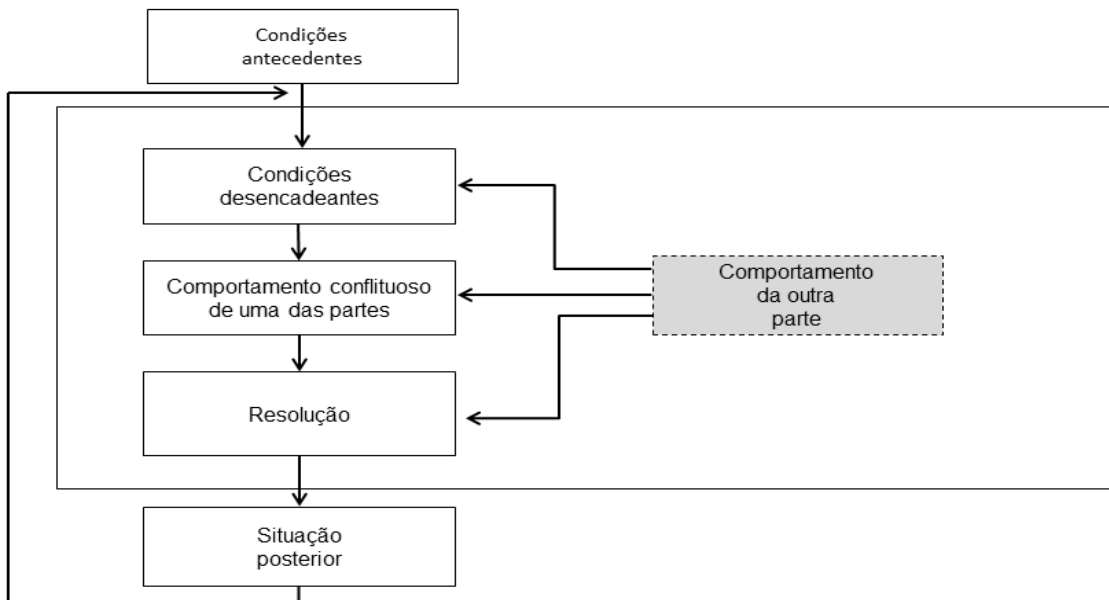 Condições
antecedentes
Condições
desencadeantes
Comportamento conflituoso
de uma das partes
Comportamento
da outra
parte
Resolução
Situação
posterior